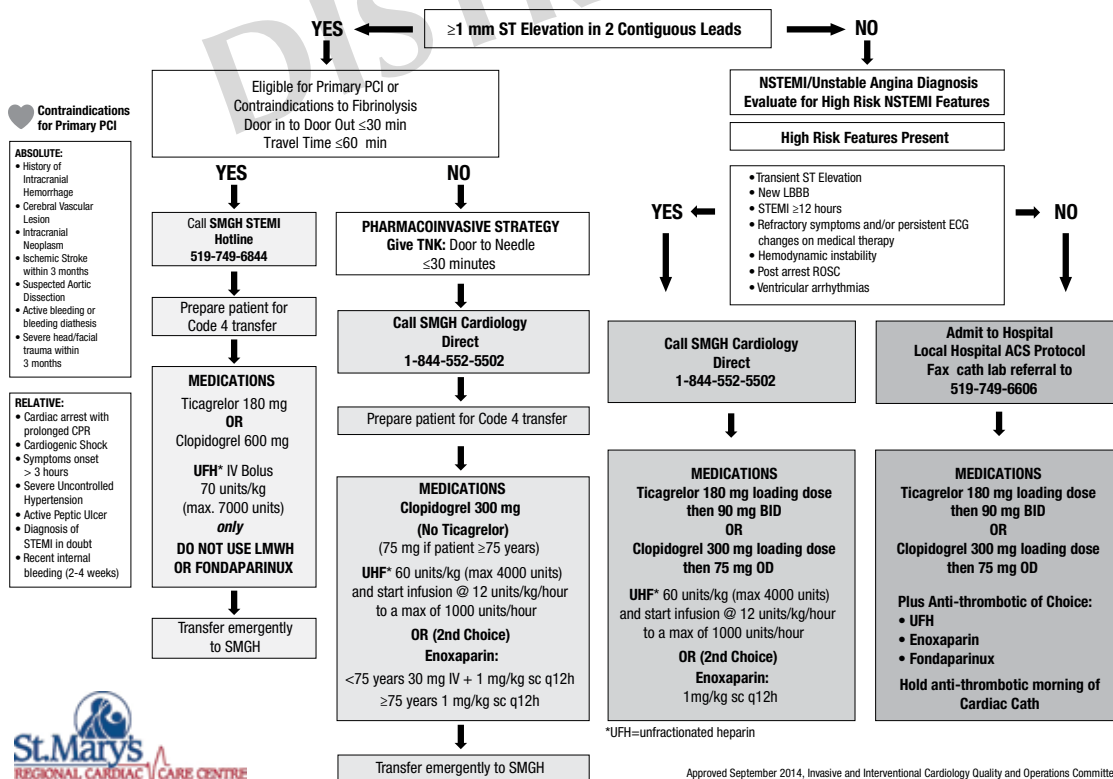 DISTR
≥1 mm ST Elevation in 2 Contiguous Leads
YES
NO
Eligible for Primary PCI or
Contraindications to Fibrinolysis
Door in to Door Out ≤30 min
Travel Time ≤60 min
NSTEMI/Unstable Angina Diagnosis
Evaluate for High Risk NSTEMI Features
High Risk Features Present
• Transient ST Elevation
• New LBBB
• STEMI ≥12 hours
• Refractory symptoms and/or persistent ECG
changes on medical therapy
• Hemodynamic instability
• Post arrest ROSC
• Ventricular arrhythmias
Contraindications
for Primary PCI
ABSOLUTE:
• History of
Intracranial
Hemorrhage
• Cerebral Vascular
Lesion
• Intracranial
Neoplasm
• Ischemic Stroke
within 3 months
• Suspected Aortic
Dissection
• Active bleeding or
bleeding diathesis
• Severe head/facial
trauma within
3 months
RELATIVE:
• Cardiac arrest with
prolonged CPR
• Cardiogenic Shock
• Symptoms onset
> 3 hours
• Severe Uncontrolled
Hypertension
• Active Peptic Ulcer
• Diagnosis of
STEMI in doubt
• Recent internal
bleeding (2-4 weeks)
YES
Call SMGH STEMI
Hotline
519-749-6844
Prepare patient for
Code 4 transfer
MEDICATIONS
Ticagrelor 180 mg
OR
Clopidogrel 600 mg
UFH* IV Bolus
70 units/kg
(max. 7000 units)
only
DO NOT USE LMWH
OR FONDAPARINUX
Transfer emergently
to SMGH
NO
PHARMACOINVASIVE STRATEGY
Give TNK: Door to Needle
≤30 minutes
Call SMGH Cardiology
Direct
1-844-552-5502
Prepare patient for Code 4 transfer
MEDICATIONS
Clopidogrel 300 mg
(No Ticagrelor)
(75 mg if patient ≥75 years)
UHF* 60 units/kg (max 4000 units)
and start infusion @ 12 units/kg/hour
to a max of 1000 units/hour
OR (2nd Choice)
Enoxaparin:
<75 years 30 mg IV + 1 mg/kg sc q12h
≥75 years 1 mg/kg sc q12h
Transfer emergently to SMGH
YES
Call SMGH Cardiology
Direct
1-844-552-5502
MEDICATIONS
Ticagrelor 180 mg loading dose
then 90 mg BID
OR
Clopidogrel 300 mg loading dose
then 75 mg OD
UHF* 60 units/kg (max 4000 units)
and start infusion @ 12 units/kg/hour
to a max of 1000 units/hour
OR (2nd Choice)
Enoxaparin:
1mg/kg sc q12h
NO
Admit to Hospital
Local Hospital ACS Protocol
Fax cath lab referral to
519-749-6606
MEDICATIONS
Ticagrelor 180 mg loading dose
then 90 mg BID
OR
Clopidogrel 300 mg loading dose
then 75 mg OD
Plus Anti-thrombotic of Choice:
• UFH
• Enoxaparin
• Fondaparinux
Hold anti-thrombotic morning of
Cardiac Cath
*UFH=unfractionated heparin
St.Mary's
REGIONAL CARDIAC CARE CENTRE
Approved September 2014, Invasive and Interventional Cardiology Quality and Operations Committe